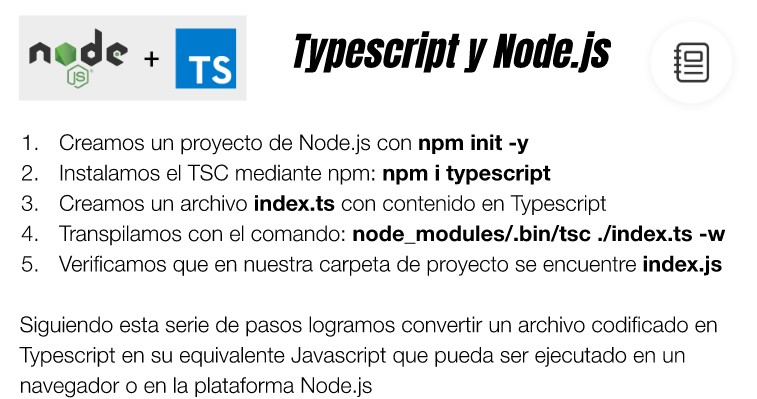 node + TS
JS
Typescript y Node.js
1. Creamos un proyecto de Node.js con npm init -y
2. Instalamos el TSC mediante npm: npm i typescript
3. Creamos un archivo index.ts con contenido en Typescript
4. Transpilamos con el comando: node_modules/.bin/tsc ./index.ts -w
5. Verificamos que en nuestra carpeta de proyecto se encuentre index.js
Siguiendo esta serie de pasos logramos convertir un archivo codificado en
Typescript en su equivalente Javascript que pueda ser ejecutado en un
navegador o en la plataforma Node.js